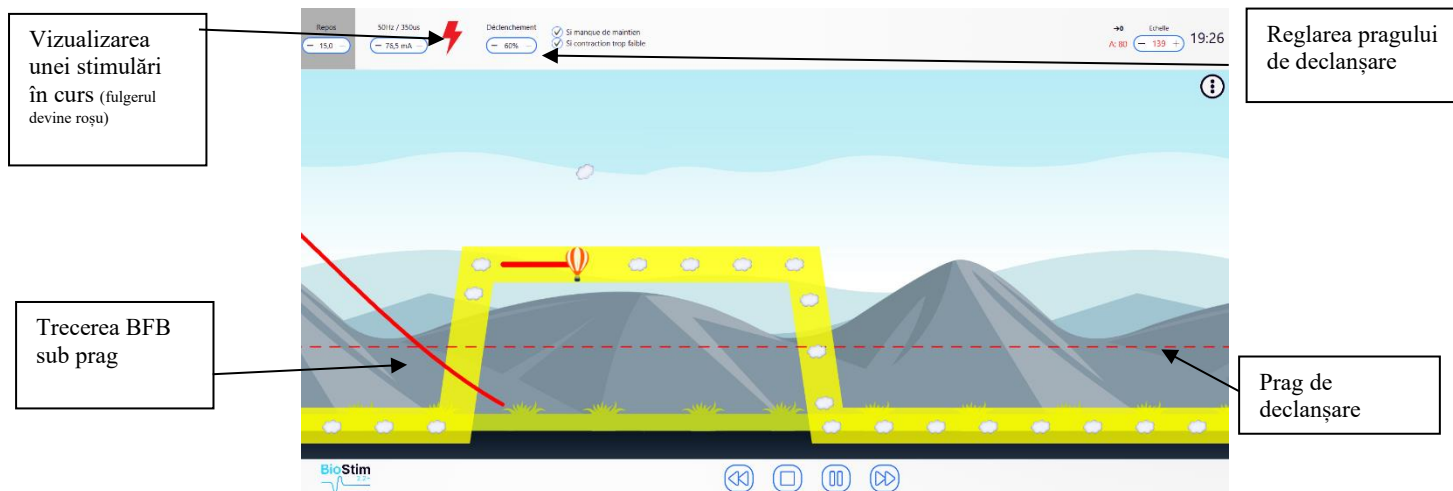 Vizualizarea
unei stimulări
în curs (fulgerul
devine roșu)
Trecerea BFB
sub prag
Repos
15,0
50Hz / 350us
76,5 mA
Déclenchement
60%
Si manque de maintien
Si contraction trop faible
A: 80
Echelle
139
19:26
BioStim
Reglarea pragului
de declanșare
Prag de
declanșare